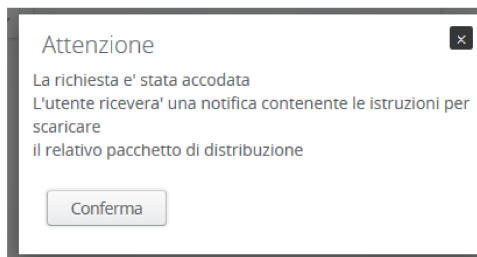 Attenzione
x
La richiesta e' stata accodata
L'utente ricevera' una notifica contenente le istruzioni per
scaricare
il relativo pacchetto di distribuzione
Conferma